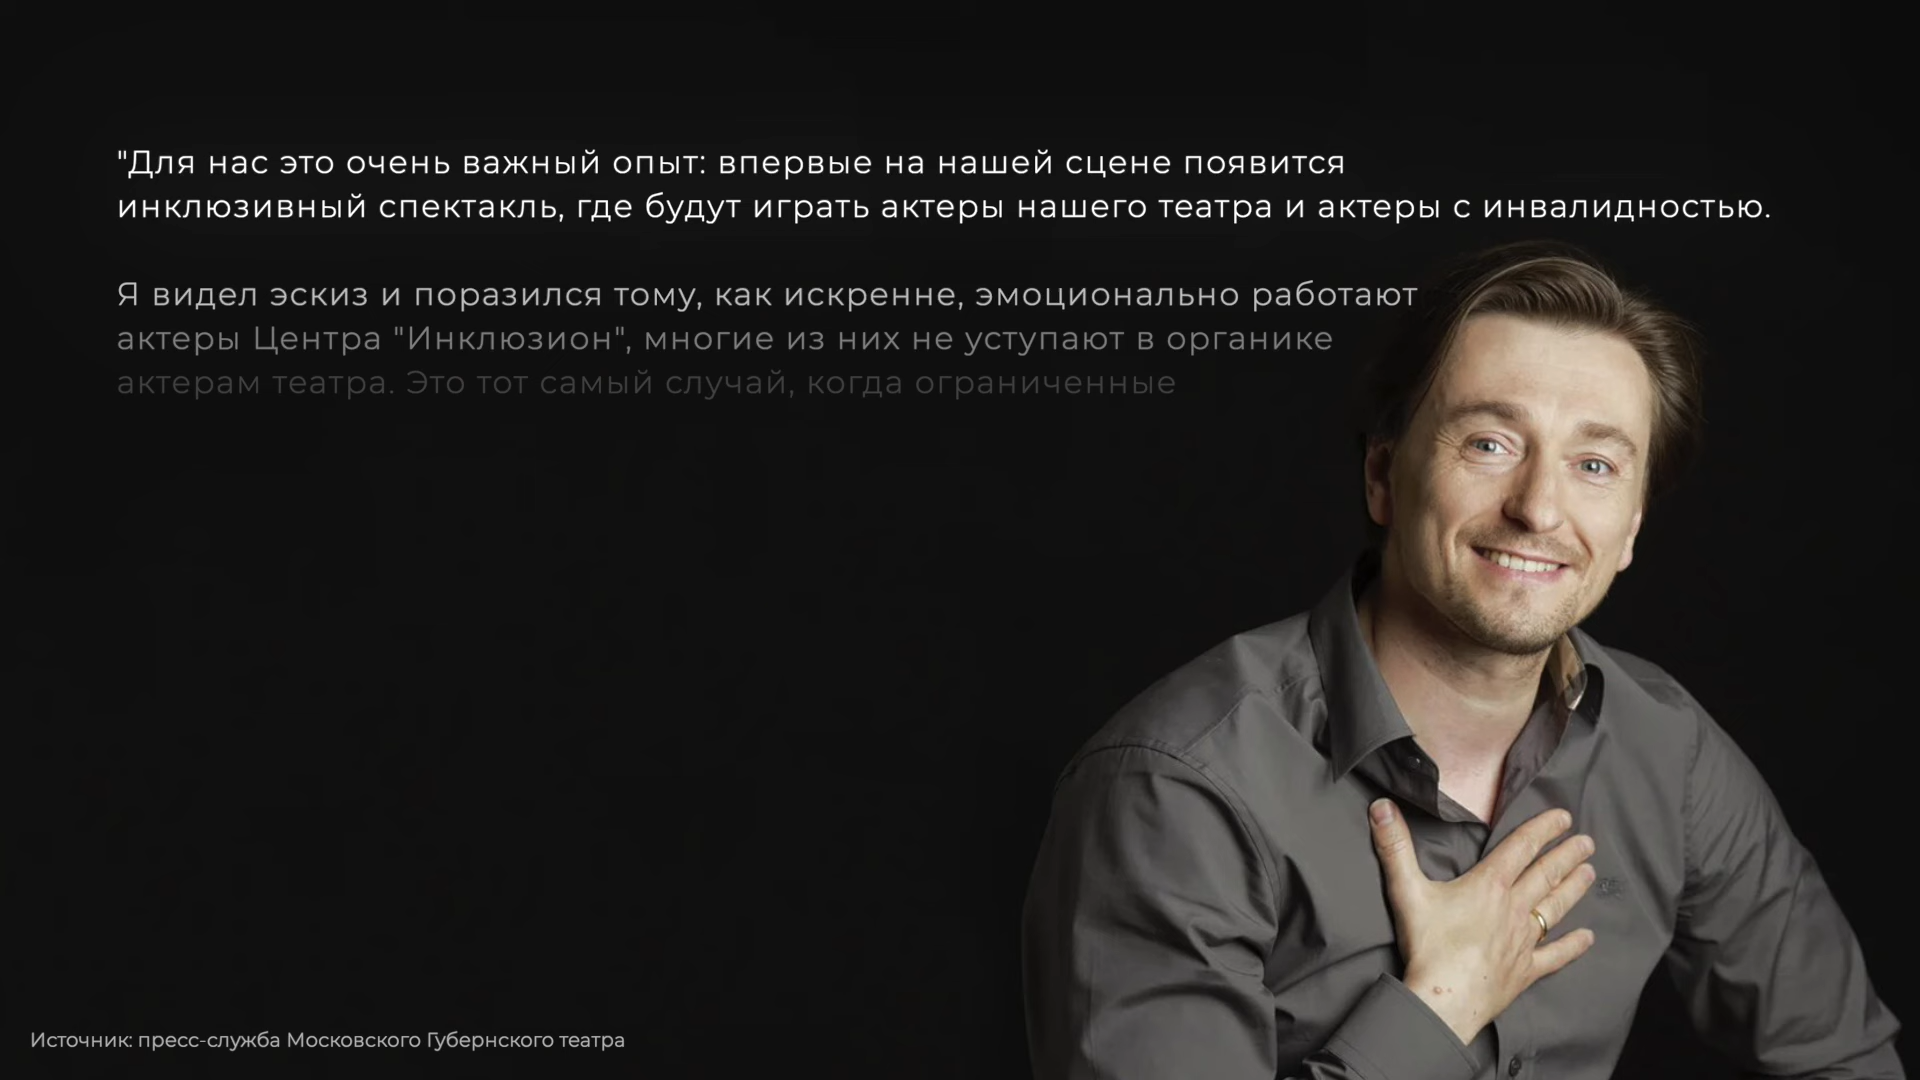 "Для нас это очень важный опыт: впервые на нашей сцене появится
инклюзивный спектакль, где будут играть актеры нашего театра и актеры с инвалидностью.
Я видел эскиз и поразился тому, как искренне, эмоционально работают
актеры Центра "Инклюзион", многие из них не уступают в органике
актерам театра. Это тот самый случай, когда ограниченные
Источник: пресс-служба Московского Губернского театра